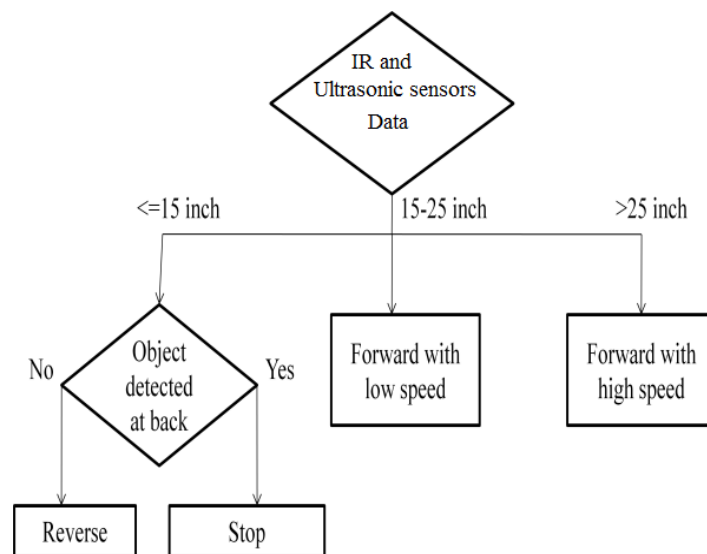 IR and
Ultrasonic sensors
Data
<=15 inch
15-25 inch
>25 inch
No
Object
detected
at back
Yes
Forward with
low speed
Forward with
high speed
Reverse
Stop